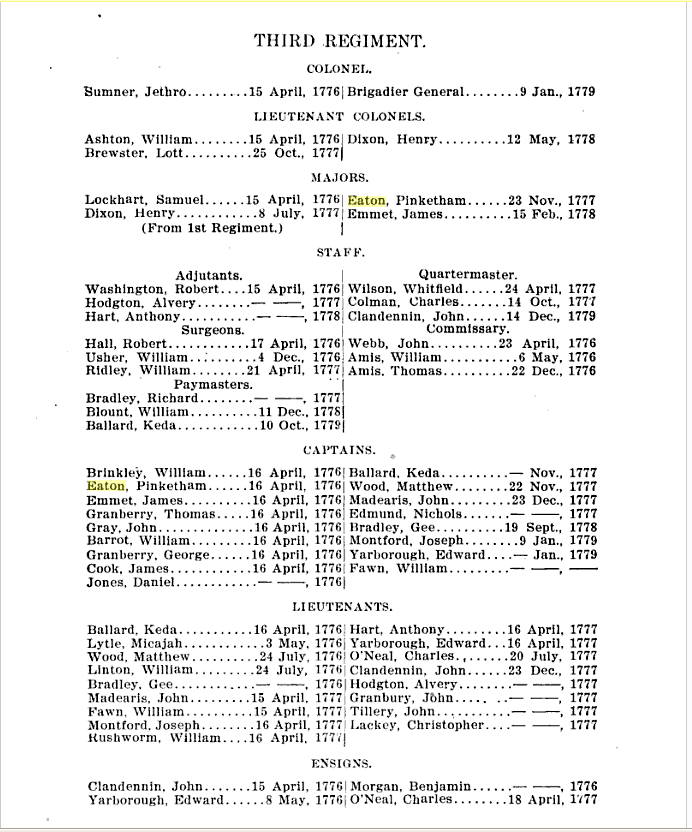 THIRD REGIMENT.
COLONEL.
Sumner, Jethro.........15 April, 1776| Brigadier General........9 Jan., 1779
LIEUTENANT COLONELS.
Ashton, William........15 April, 1776| Dixon, Henry..........12 May, 1778
Brewster, Lott..........25 Oct., 1777|
MAJORS.
Lockhart, Samuel......15 April, 1776| Eaton, Pinketham......23 Nov., 1777
Dixon, Henry............8 July, 1777| Emmet, James..........15 Feb., 1778
(From 1st Regiment.) |
STAFF.
Adjutants. | Quartermaster.
Washington, Robert....15 April, 1776| Wilson, Whitfield....24 April, 1777
Hodgton, Alvery........— ——, 1777| Colman, Charles.......14 Oct., 1777
Hart, Anthony...........— ——, 1778| Clandennin, John......14 Dec., 1779
Surgeons. | Commissary.
Hall, Robert...........17 April, 1776| Webb, John..........23 April, 1776
Usher, William..........4 Dec., 1776| Amis, William...........6 May, 1776
Ridley, William........21 April, 1777| Amis, Thomas..........22 Dec., 1776
Paymasters.
Bradley, Richard........— ——, 1777|
Blount, William..........11 Dec., 1778|
Ballard, Keda............10 Oct., 1779|
CAPTAINS.
Brinkley, William......16 April, 1776| Ballard, Keda..........— Nov., 1777
Eaton, Pinketham......16 April, 1776| Wood, Matthew........22 Nov., 1777
Emmet, James..........16 April, 1776| Madearis, John........23 Dec., 1777
Granberry, Thomas.....16 April, 1776| Edmund, Nichols......— ——, 1777
Gray, John...............16 April, 1776| Bradley, Gee..........19 Sept., 1778
Barrot, William..........16 April, 1776| Montford, Joseph.......9 Jan., 1779
Granberry, George......16 April, 1776| Yarborough, Edward....— Jan., 1779
Cook, James.............16 April, 1776| Fawn, William..........— ——, ——
Jones, Daniel............— ——, 1776|
LIEUTENANTS.
Ballard, Keda...........16 April, 1776| Hart, Anthony.........16 April, 1777
Lytle, Micajah............3 May, 1776| Yarborough, Edward...16 April, 1777
Wood, Matthew.........24 July, 1776| O'Neal, Charles........20 July, 1777
Linton, William..........24 July, 1776| Clandennin, John......23 Dec., 1777
Bradley, Gee.............— ——, 1776| Hodgton, Alvery.......— ——, 1777
Madearis, John.........15 April, 1777| Granbury, John........— ——, 1777
Fawn, William..........15 April, 1777| Tillery, John............— ——, 1777
Montford, Joseph.......16 April, 1777| Lackey, Christopher....— ——, 1777
Rushworm, William....16 April, 1777|
ENSIGNS.
Clandennin, John.......15 April, 1776| Morgan, Benjamin......— ——, 1776
Yarborough, Edward....8 May, 1776| O'Neal, Charles........18 April, 1777